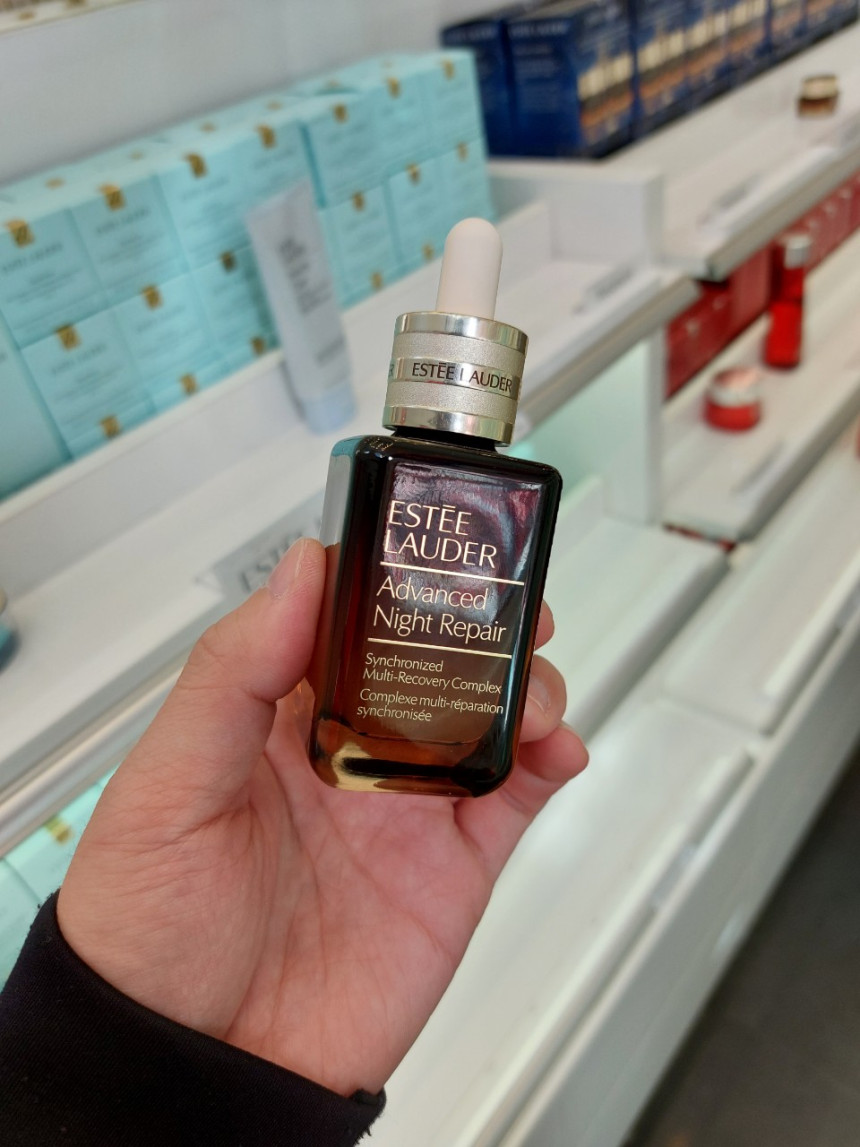 ESTĒE LAUDER
ESTĒE
LAUDER
Advanced
Night Repair
Synchronized
Multi-Recovery Complex
Complexe multi-réparation
synchronisée